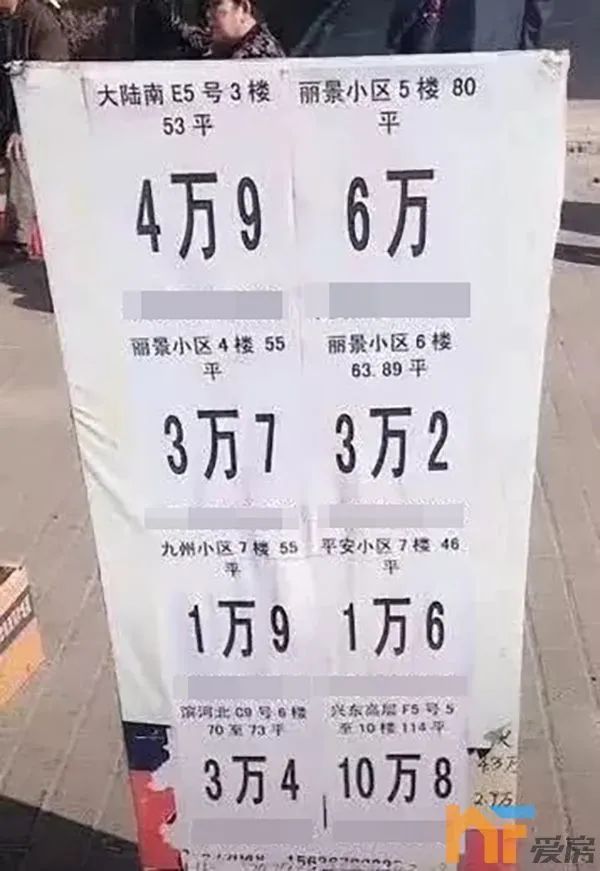 大陆南 E5 号 3 楼
53 平
4万9
丽景小区 5 楼 80
平
6万
丽景小区 4 楼 55
平
3万7
丽景小区 6 楼
63.89 平
3万2
九州小区 7 楼 55
平
1万9
平安小区 7 楼 46
平
1万6
滨河北 C9 号 6 楼
70 至 73 平
3万4
兴东高层 F5 号 5
至 10 楼 114 平
10万8
爱房